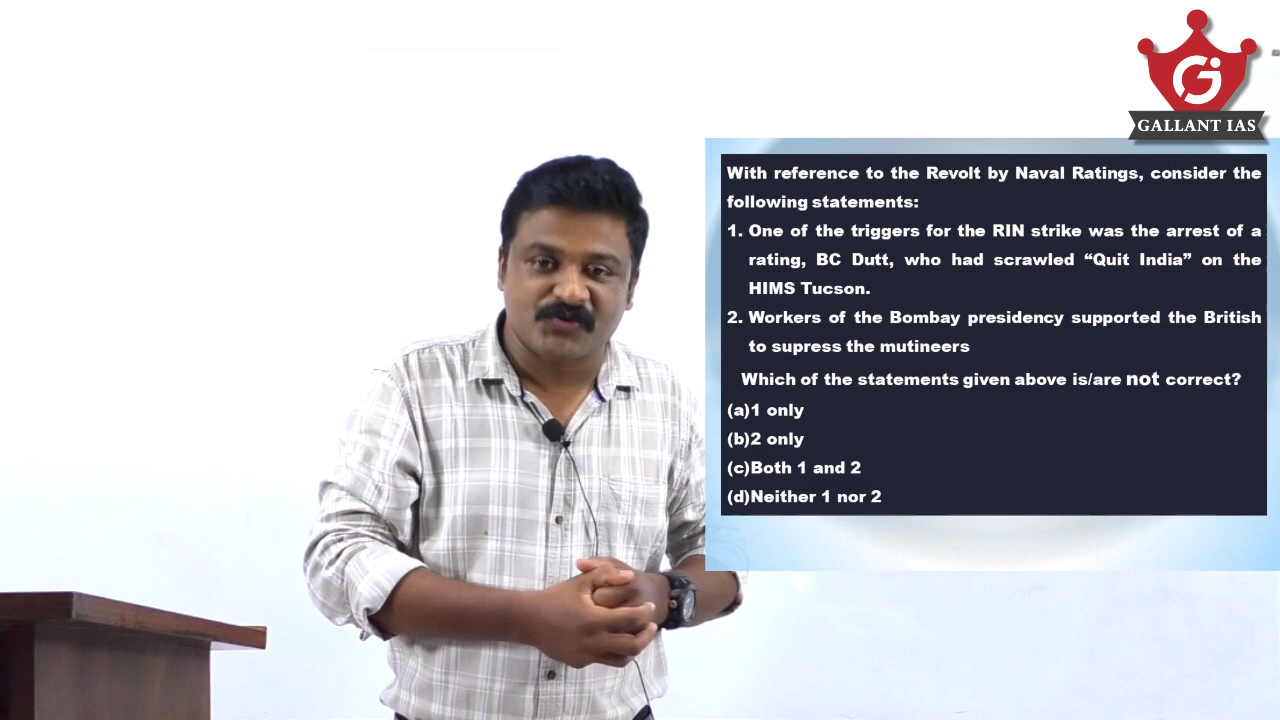 GALLANT IAS
With reference to the Revolt by Naval Ratings, consider the
following statements:
1. One of the triggers for the RIN strike was the arrest of a
rating, BC Dutt, who had scrawled “Quit India” on the
HIMS Tucson.
2. Workers of the Bombay presidency supported the British
to supress the mutineers
Which of the statements given above is/are not correct?
(a)1 only
(b)2 only
(c)Both 1 and 2
(d)Neither 1 nor 2